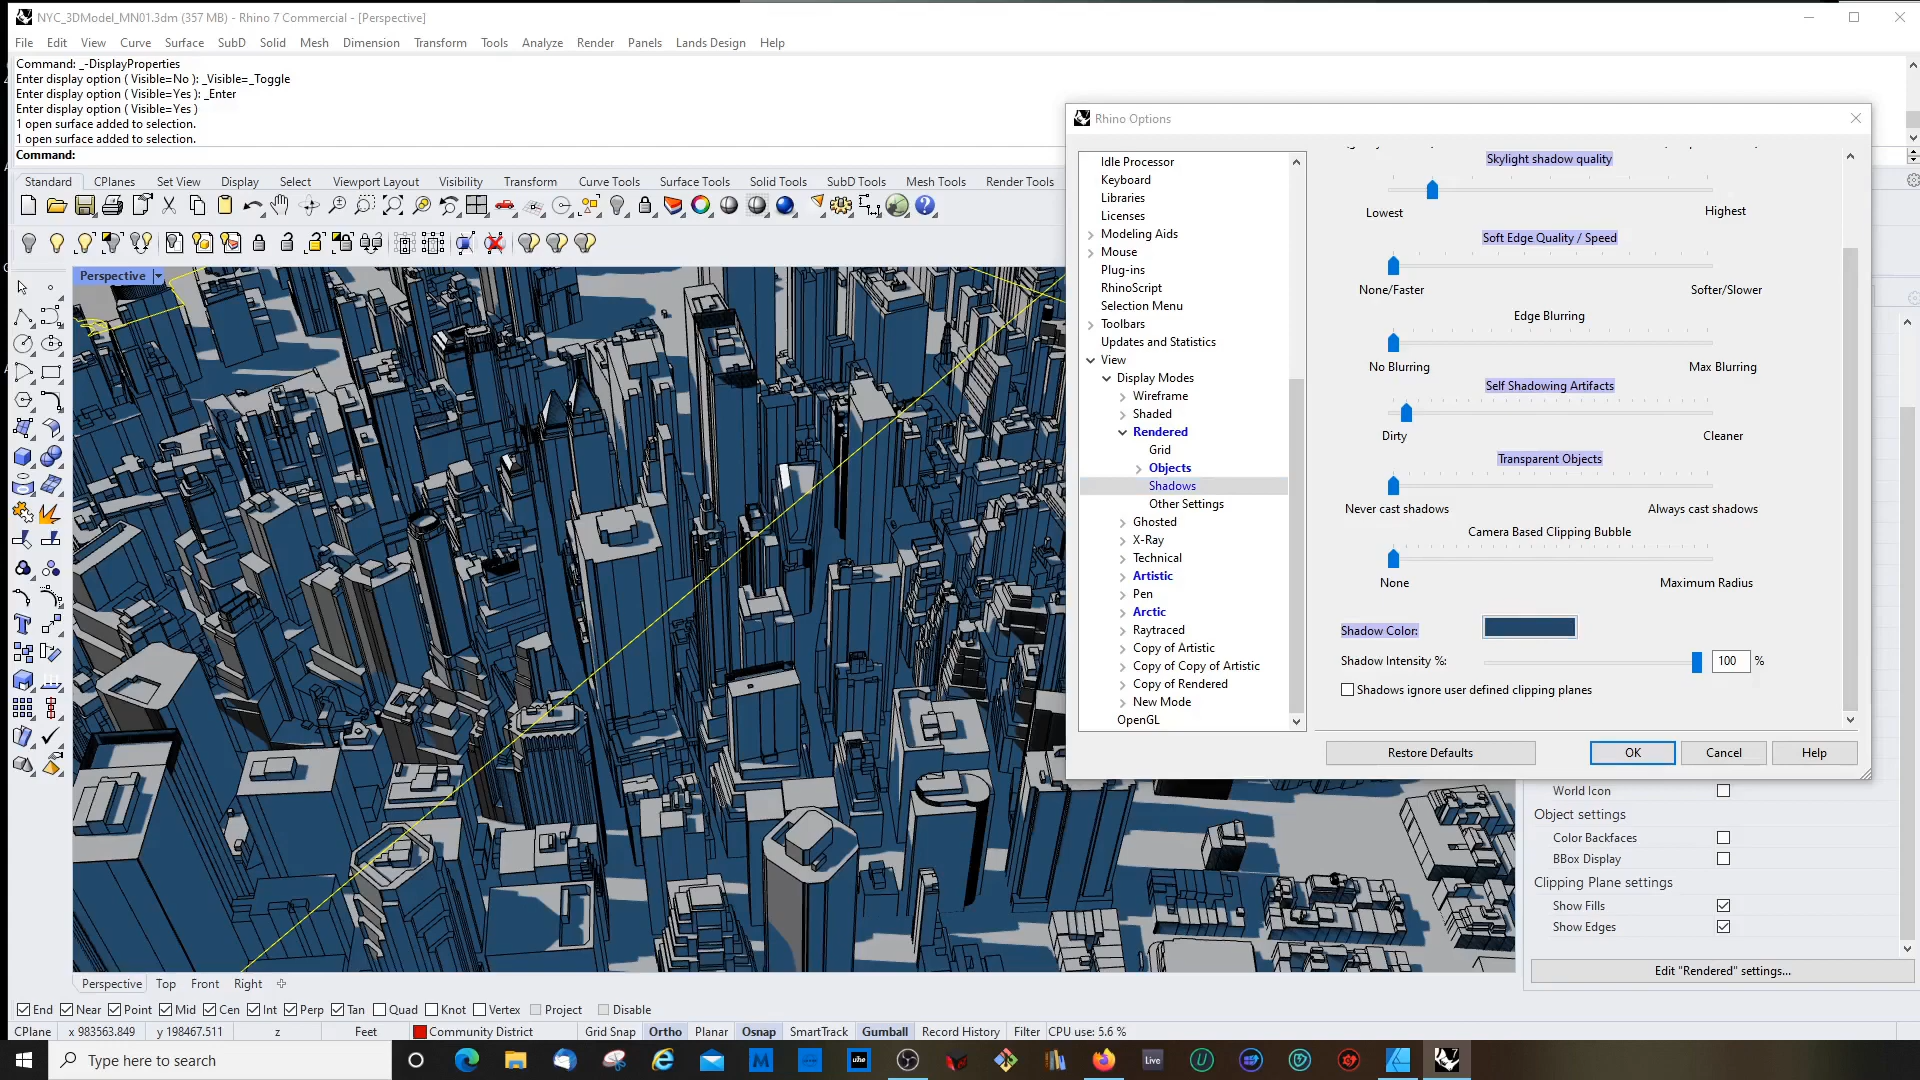 NYC_3DModel_MN01.3dm (357 MB) - Rhino 7 Commercial - [Perspective]
File Edit View Curve Surface SubD Solid Mesh Dimension Transform Tools Analyze Render Panels Lands Design Help
Command: _-DisplayProperties
Enter display option ( Visible=No ): _Visible=_Toggle
Enter display option ( Visible=Yes ): _Enter
Enter display option ( Visible=Yes )
1 open surface added to selection.
1 open surface added to selection.
Command:
Standard CPlanes Set View Display Select Viewport Layout Visibility Transform Curve Tools Surface Tools Solid Tools SubD Tools Mesh Tools Render Tools
Perspective
Rhino Options
Idle Processor
Keyboard
Libraries
Licenses
Modeling Aids
Mouse
Plug-ins
RhinoScript
Selection Menu
Toolbars
Updates and Statistics
View
Display Modes
Wireframe
Shaded
Rendered
Grid
Objects
Shadows
Other Settings
Ghosted
X-Ray
Technical
Artistic
Pen
Arctic
Raytraced
Copy of Artistic
Copy of Copy of Artistic
Copy of Rendered
New Mode
OpenGL
Skylight shadow quality
Lowest Highest
Soft Edge Quality / Speed
None/Faster Softer/Slower
Edge Blurring
No Blurring Max Blurring
Self Shadowing Artifacts
Dirty Cleaner
Transparent Objects
Never cast shadows Always cast shadows
Camera Based Clipping Bubble
None Maximum Radius
Shadow Color:
Shadow Intensity %: 100 %
Shadows ignore user defined clipping planes
Restore Defaults OK Cancel Help
World Icon
Object settings
Color Backfaces
BBox Display
Clipping Plane settings
Show Fills
Show Edges
Edit "Rendered" settings...
Perspective Top Front Right
End Near Point Mid Cen Int Perp Tan Quad Knot Vertex Project Disable
CPlane x 983563.849 y 198467.511 z Feet Community District Grid Snap Ortho Planar Osnap SmartTrack Gumball Record History Filter CPU use: 5.6 %
Type here to search
Live